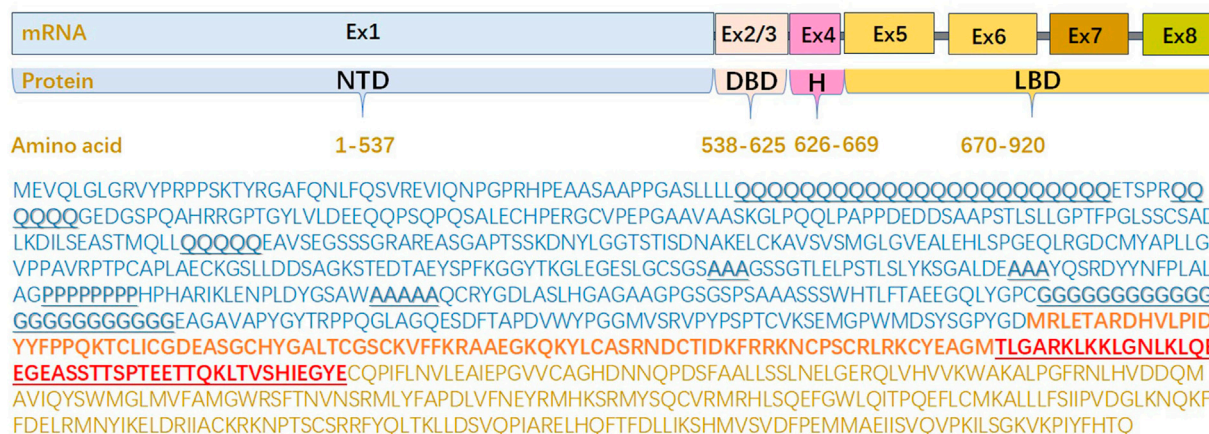 mRNA Ex1 Ex2/3 Ex4 Ex5 Ex6 Ex7 Ex8
Protein NTD DBD H LBD
Amino acid 1-537 538-625 626-669 670-920
MEVQLGLGRVYPRPPSKTYRGAFQNLFQSVREVIQNPGPRHPEAASAAPPGASLLLLQQQQQQQQQQQQQQQQQQQQQQQETSPRQQ
QQQQGEDGSPQAHRRGPTGYLVLDEEQQPSQPQSALECHPERGCVPEPGAAVAASKGLPQQLPAPPDEDDSAAPSTLSLLGPTFPGLSSCSAD
LKDILSEASTMQLLQQQQQEAVSEGSSSGRAREASGAPTSSKDNYLGGTSTISDNAKELCKAVSVSMGLGVEALEHLSPGEQLRGDCMYAPLLG
VPPAVRPTPCAPLAECKGSLLDDSAGKSTEDTAEYSPFKGGYTKGLEGESLGCSGSAAAGSSGTLELPSTLSLYKSGALDEAAAYQSRDYYNFPLAL
AGPPPPPPPPHPHARIKLENPLDYGSAWAAAAAQCRYGDLASLHGAGAAGPGSGSPSAAASSSWHTLFTAEEGQLYGPCGGGGGGGGGGGG
GGGGGGGGGGGEAGAVAPYGYTRPPQGLAGQESDFTAPDVWYPGGMVSRVPYPSPTCVKSEMGPWMDSYSGPYGDMRLETARDHVLPID
YYFPPQKTCLICGDEASGCHYGALTCGSCKVFFKRAAEGKQKYLCASRNDCTIDKFRRKNCPSCRLRKCYEAGMTLGARKLKKLGNLKLQE
EGEASSTTSPTEETTQKLTVSHIEGYECQPIFLNVLEAIEPGVVCAGHDNNQPDSFAALLSSLNELGERQLVHVVKWAKALPGFRNLHVDDQM
AVIQYSWMGLMVFAMGWRSFTNVNSRMLYFAPDLVFNEYRMHKSRMYSQCVRMRHLSQEFGWLQITPQEFLCMKALLLFSIIPVDGLKNQKF
FDELRMNYIKELDRIIACKRKNPTSCSRRFYQLTKLLDSVQPIARELHQFTFDLLIKSHMVSVDFPEMMAEIISVQVPKILSGKVKPIYFHTQ